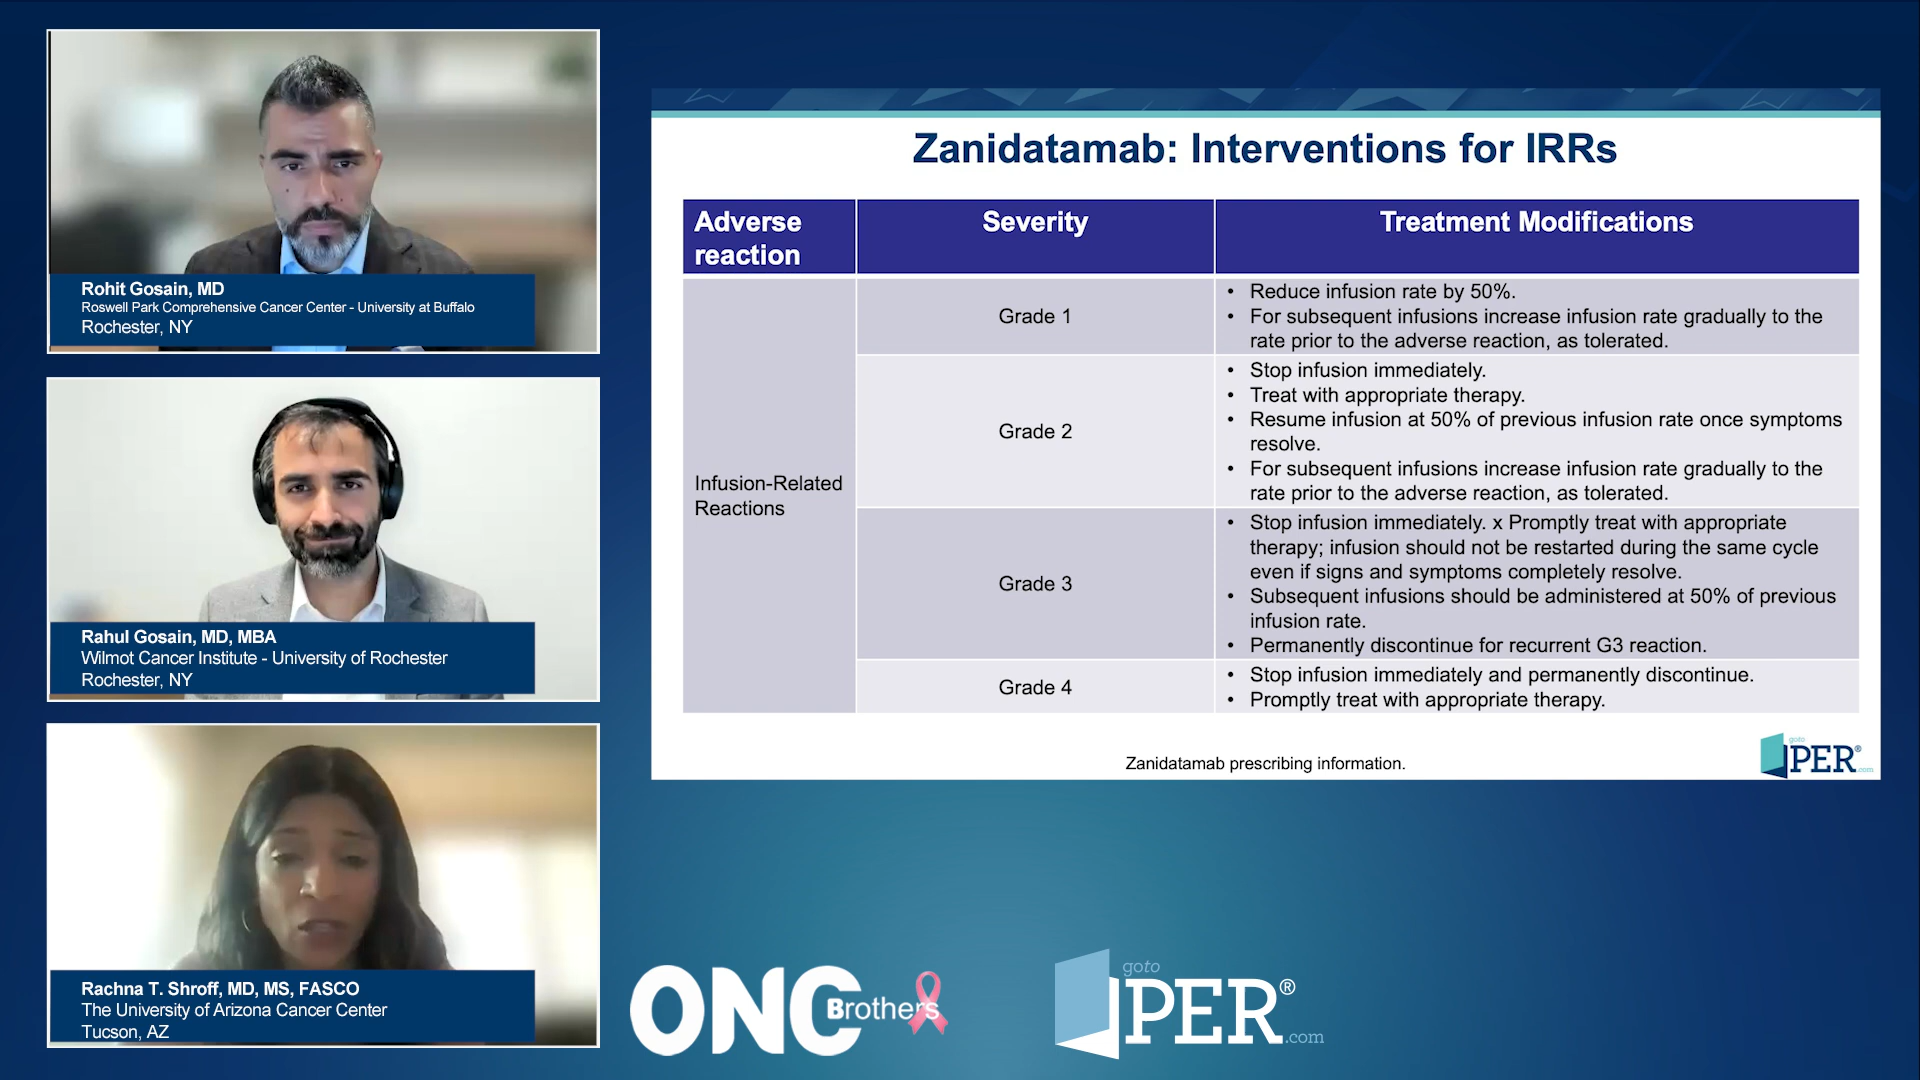 Rohit Gosain, MD
Roswell Park Comprehensive Cancer Center - University at Buffalo
Rochester, NY
Rahul Gosain, MD, MBA
Wilmot Cancer Institute - University of Rochester
Rochester, NY
Rachna T. Shroff, MD, MS, FASCO
The University of Arizona Cancer Center
Tucson, AZ
Zanidatamab: Interventions for IRRs
Adverse
reaction
Severity
Treatment Modifications
Infusion-Related
Reactions
Grade 1
• Reduce infusion rate by 50%.
• For subsequent infusions increase infusion rate gradually to the
rate prior to the adverse reaction, as tolerated.
Grade 2
• Stop infusion immediately.
• Treat with appropriate therapy.
• Resume infusion at 50% of previous infusion rate once symptoms
resolve.
• For subsequent infusions increase infusion rate gradually to the
rate prior to the adverse reaction, as tolerated.
Grade 3
• Stop infusion immediately. x Promptly treat with appropriate
therapy; infusion should not be restarted during the same cycle
even if signs and symptoms completely resolve.
• Subsequent infusions should be administered at 50% of previous
infusion rate.
• Permanently discontinue for recurrent G3 reaction.
Grade 4
• Stop infusion immediately and permanently discontinue.
• Promptly treat with appropriate therapy.
Zanidatamab prescribing information.
goto
PER®
.com
ONC
Brothers
goto
PER®
.com